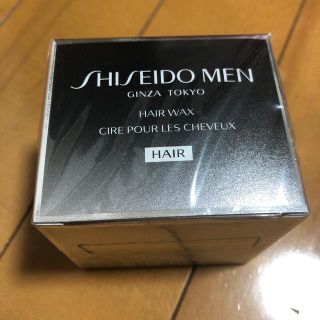 SHISEIDO MEN
GINZA TOKYO
HAIR WAX
CIRE POUR LES CHEVEUX
HAIR